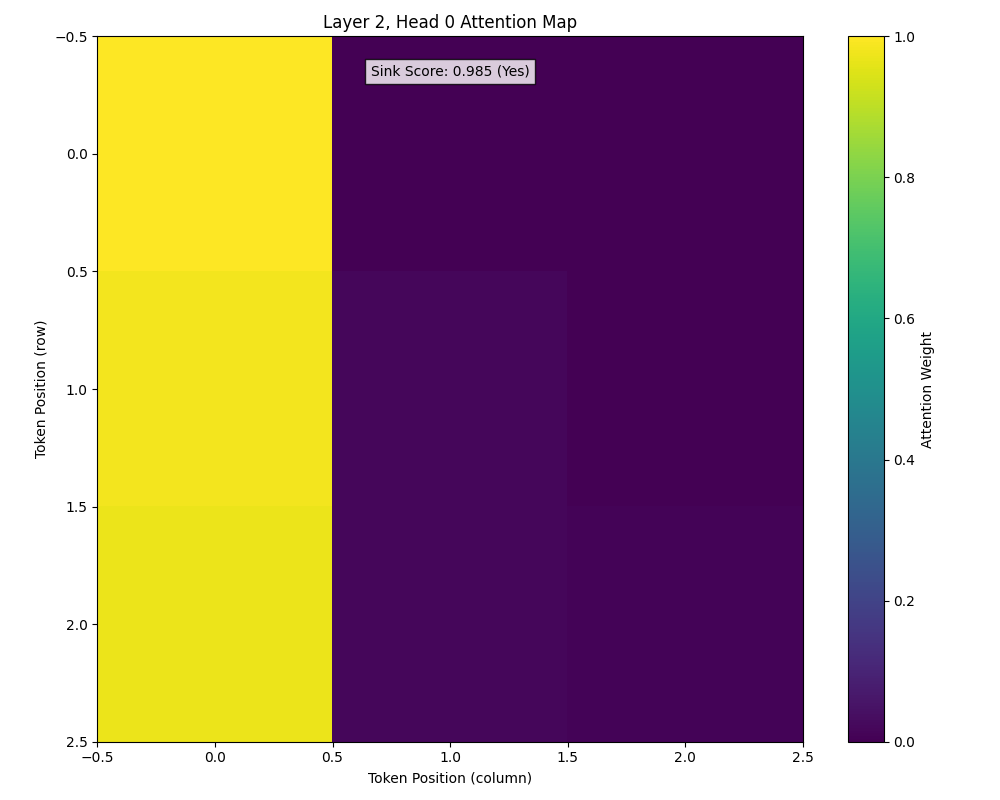 Layer 2, Head 0 Attention Map
Sink Score: 0.985 (Yes)
−0.5
0.0
0.5
1.0
1.5
2.0
2.5
Token Position (row)
−0.5 0.0 0.5 1.0 1.5 2.0 2.5
Token Position (column)
1.0
0.8
0.6
0.4
0.2
0.0
Attention Weight